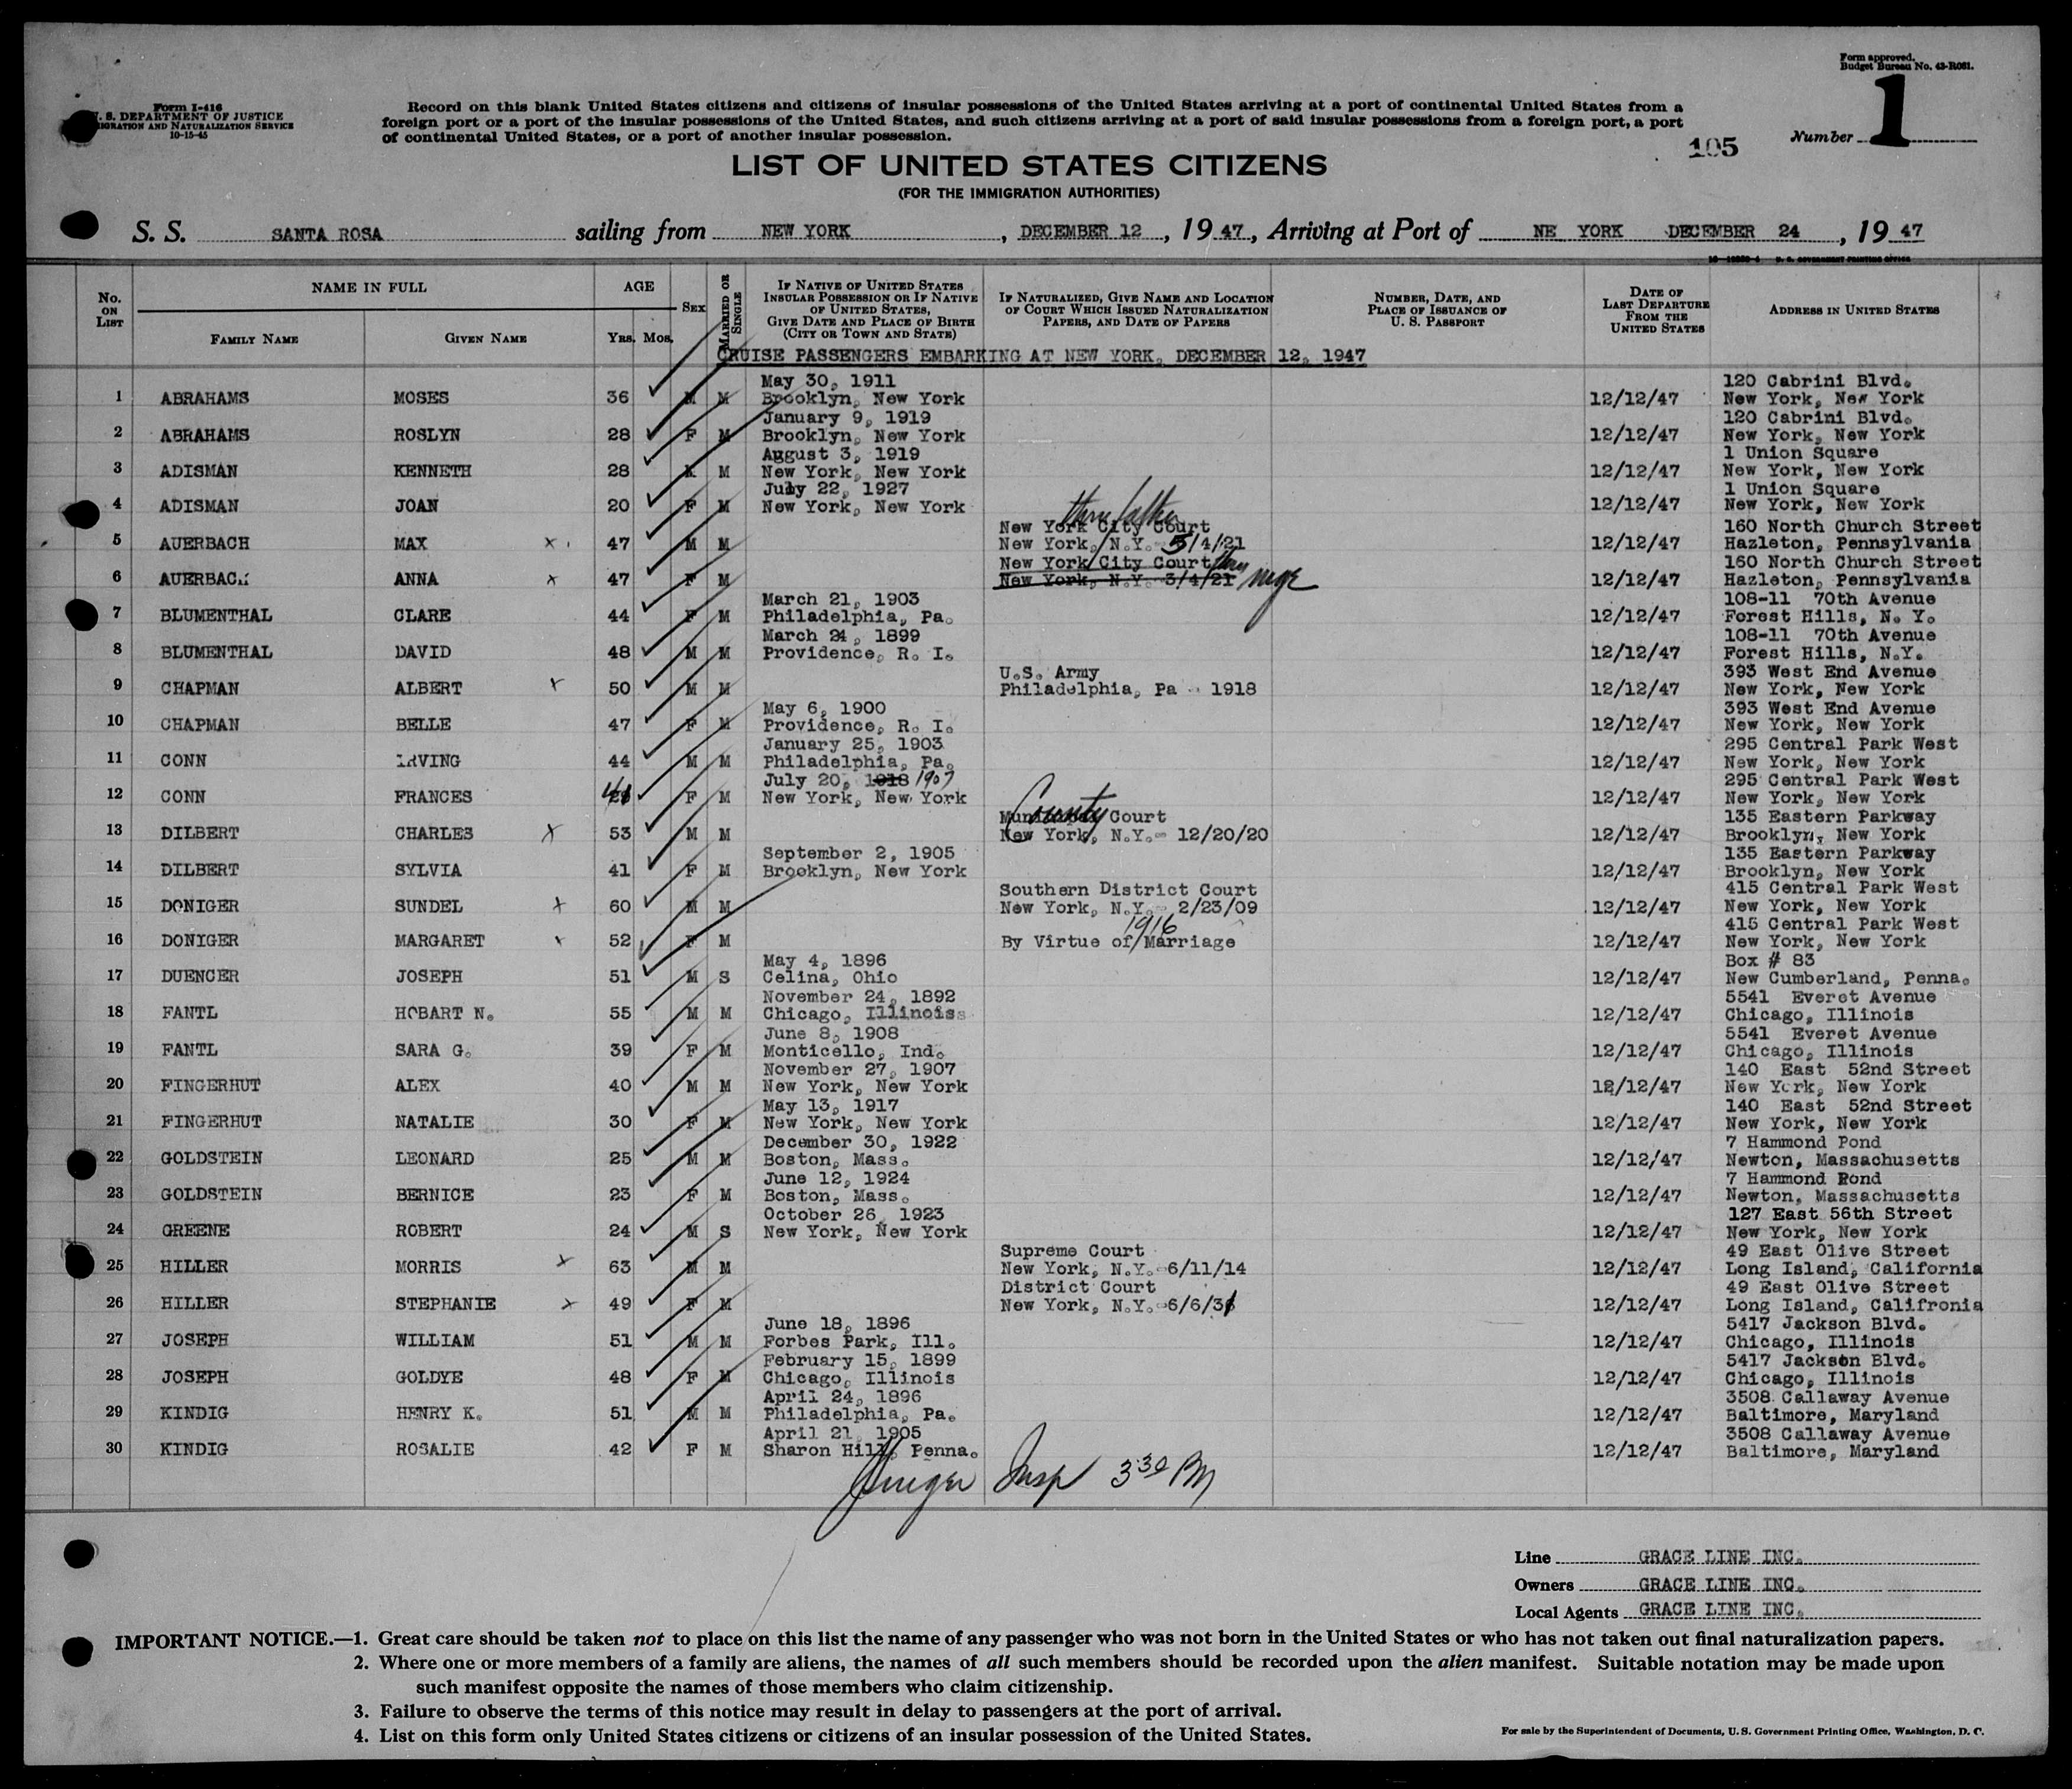 Form approved.
Budget Bureau No. 43-R081.
Form I-416
U. S. DEPARTMENT OF JUSTICE
IMMIGRATION AND NATURALIZATION SERVICE
10-15-45
Record on this blank United States citizens and citizens of insular possessions of the United States arriving at a port of continental United States from a
foreign port or a port of the insular possessions of the United States, and such citizens arriving at a port of said insular possessions from a foreign port, a port
of continental United States, or a port of another insular possession.
105
Number 1
LIST OF UNITED STATES CITIZENS
(FOR THE IMMIGRATION AUTHORITIES)
S. S. SANTA ROSA sailing from NEW YORK, DECEMBER 12, 1947, Arriving at Port of NE YORK DECEMBER 24, 1947
U. S. GOVERNMENT PRINTING OFFICE
No. on List
NAME IN FULL
Family Name
Given Name
AGE
Yrs. Mos.
Sex
Married or Single
If Native of United States Insular Possession or If Native of United States, Give Date and Place of Birth (City or Town and State)
If Naturalized, Give Name and Location of Court Which Issued Naturalization Papers, and Date of Papers
Number, Date, and Place of Issuance of U. S. Passport
Date of Last Departure From the United States
Address in United States
CRUISE PASSENGERS EMBARKING AT NEW YORK, DECEMBER 12, 1947
May 30, 1911 120 Cabrini Blvd.
1 ABRAHAMS MOSES 36 M M Brooklyn, New York 12/12/47 New York, New York
January 9, 1919 120 Cabrini Blvd.
2 ABRAHAMS ROSLYN 28 F M Brooklyn, New York 12/12/47 New York, New York
August 3, 1919 1 Union Square
3 ADISMAN KENNETH 28 M New York, New York 12/12/47 New York, New York
July 22, 1927 1 Union Square
4 ADISMAN JOAN 20 F M New York, New York 12/12/47 New York, New York
thru father
New York City Court 160 North Church Street
5 AUERBACH MAX x 47 M M New York, N.Y. 5/4/21 12/12/47 Hazleton, Pennsylvania
New York City Court thru mge 160 North Church Street
6 AUERBACH ANNA x 47 F M New York, N.Y. 3/4/21 12/12/47 Hazleton, Pennsylvania
March 21, 1903 108-11 70th Avenue
7 BLUMENTHAL CLARE 44 F M Philadelphia, Pa. 12/12/47 Forest Hills, N. Y.
March 24, 1899 108-11 70th Avenue
8 BLUMENTHAL DAVID 48 M M Providence, R. I. 12/12/47 Forest Hills, N.Y.
U.S. Army 393 West End Avenue
9 CHAPMAN ALBERT x 50 M M Philadelphia, Pa - 1918 12/12/47 New York, New York
May 6, 1900 393 West End Avenue
10 CHAPMAN BELLE 47 F M Providence, R. I. 12/12/47 New York, New York
January 25, 1903 295 Central Park West
11 CONN IRVING 44 M M Philadelphia, Pa. 12/12/47 New York, New York
July 20, 1918 1907 295 Central Park West
12 CONN FRANCES F M New York, New York 12/12/47 New York, New York
County Court 135 Eastern Parkway
13 DILBERT CHARLES x 53 M M New York, N.Y.- 12/20/20 12/12/47 Brooklyn, New York
September 2, 1905 135 Eastern Parkway
14 DILBERT SYLVIA 41 F M Brooklyn, New York 12/12/47 Brooklyn, New York
Southern District Court 415 Central Park West
15 DONIGER SUNDEL x 60 M M New York, N.Y.- 2/23/09 12/12/47 New York, New York
1916 415 Central Park West
16 DONIGER MARGARET x 52 F M By Virtue of Marriage 12/12/47 New York, New York
May 4, 1896 Box # 83
17 DUENCER JOSEPH 51 M S Celina, Ohio 12/12/47 New Cumberland, Penna.
November 24, 1892 5541 Everet Avenue
18 FANTL HOBART N. 55 M M Chicago, Illinois 12/12/47 Chicago, Illinois
June 8, 1908 5541 Everet Avenue
19 FANTL SARA G. 39 F M Monticello, Ind. 12/12/47 Chicago, Illinois
November 27, 1907 140 East 52nd Street
20 FINGERHUT ALEX 40 M M New York, New York 12/12/47 New York, New York
May 13, 1917 140 East 52nd Street
21 FINGERHUT NATALIE 30 F M New York, New York 12/12/47 New York, New York
December 30, 1922 7 Hammond Pond
22 GOLDSTEIN LEONARD 25 M M Boston, Mass. 12/12/47 Newton, Massachusetts
June 12, 1924 7 Hammond Pond
23 GOLDSTEIN BERNICE 23 F M Boston, Mass. 12/12/47 Newton, Massachusetts
October 26, 1923 127 East 56th Street
24 GREENE ROBERT 24 M S New York, New York 12/12/47 New York, New York
Supreme Court 49 East Olive Street
25 HILLER MORRIS x 63 M M New York, N.Y.-6/11/14 12/12/47 Long Island, California
District Court 49 East Olive Street
26 HILLER STEPHANIE x 49 F M New York, N.Y.-6/6/31 12/12/47 Long Island, Califronia
June 18, 1896 5417 Jackson Blvd.
27 JOSEPH WILLIAM 51 M M Forbes Park, Ill. 12/12/47 Chicago, Illinois
February 15, 1899 5417 Jackson Blvd.
28 JOSEPH GOLDYE 48 F M Chicago, Illinois 12/12/47 Chicago, Illinois
April 24, 1896 3508 Callaway Avenue
29 KINDIG HENRY K. 51 M M Philadelphia, Pa. 12/12/47 Baltimore, Maryland
April 21, 1905 3508 Callaway Avenue
30 KINDIG ROSALIE 42 F M Sharon Hill, Penna. 12/12/47 Baltimore, Maryland
Insp 3 30 PM
Line GRACE LINE INC.
Owners GRACE LINE INC.
Local Agents GRACE LINE INC.
IMPORTANT NOTICE.—1. Great care should be taken not to place on this list the name of any passenger who was not born in the United States or who has not taken out final naturalization papers.
2. Where one or more members of a family are aliens, the names of all such members should be recorded upon the alien manifest. Suitable notation may be made upon
such manifest opposite the names of those members who claim citizenship.
3. Failure to observe the terms of this notice may result in delay to passengers at the port of arrival.
4. List on this form only United States citizens or citizens of an insular possession of the United States.
For sale by the Superintendent of Documents, U. S. Government Printing Office, Washington, D. C.